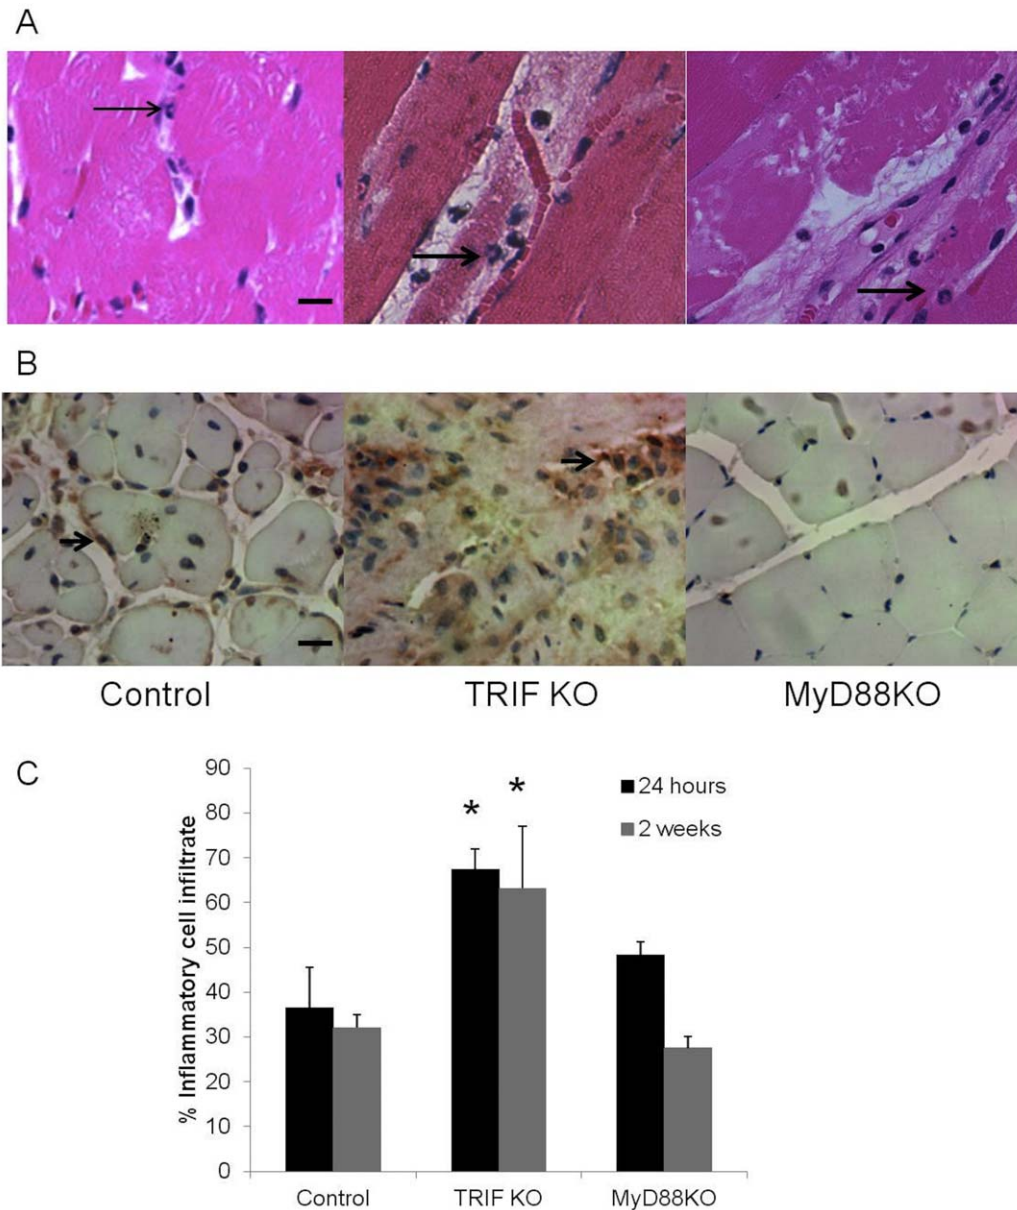 A
B
Control TRIF KO MyD88KO
C
% Inflammatory cell infiltrate
90
80
70
60
50
40
30
20
10
0
* *
24 hours
2 weeks
Control TRIF KO MyD88KO